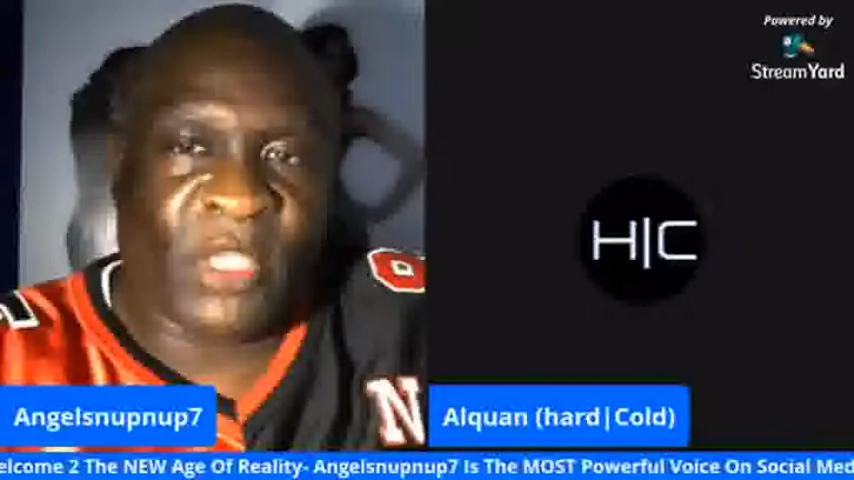 Powered by
StreamYard
H|C
N
Angelsnupnup7
Alquan (hard|Cold)
elcome 2 The NEW Age Of Reality- Angelsnupnup7 Is The MOST Powerful Voice On Social Med